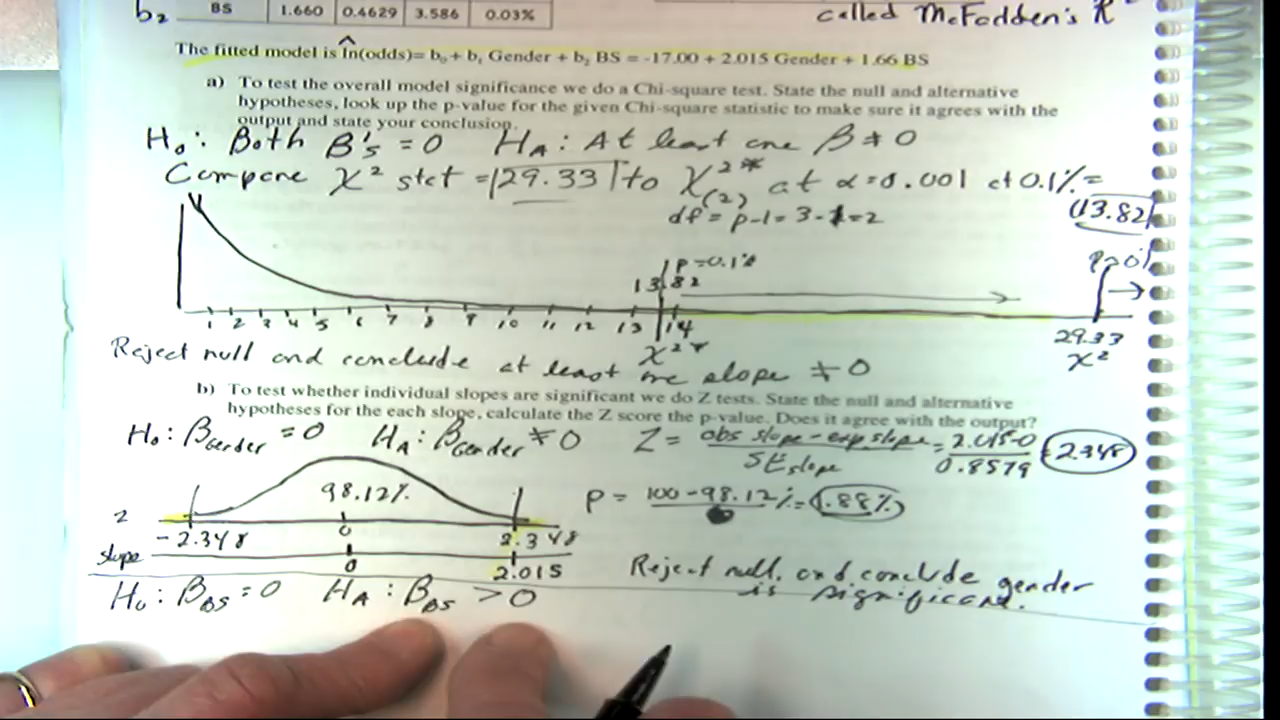 b₂ BS 1.660 0.4629 3.586 0.03%
called McFadden's R
The fitted model is ln(odds)= b₀ + b₁ Gender + b₂ BS = -17.00 + 2.015 Gender + 1.66 BS
a) To test the overall model significance we do a Chi-square test. State the null and alternative
hypotheses, look up the p-value for the given Chi-square statistic to make sure it agrees with the
output and state your conclusion.
H₀: Both B's = 0 H_A: At least one β ≠ 0
Compare χ² stat = 29.33 to χ²*(2) at α=0.001 at 0.1% =
(13.82)
df = p-1 = 3-1 = 2
P=0.1%
13.82
1 2 3 4 5 6 7 8 9 10 11 12 13 14
29.33
χ²*
χ²
Reject null and conclude at least one slope ≠ 0
b) To test whether individual slopes are significant we do Z tests. State the null and alternative
hypotheses for the each slope, calculate the Z score the p-value. Does it agree with the output?
H₀: β_Gender = 0 H_A: β_Gender ≠ 0 Z = obs slope - exp slope / SE slope = 2.015-0 / 0.8579 = 2.348
98.12%
P = 100-98.12% = 1.88%
Z -2.348 0 2.348
slope 0 2.015
Reject null and conclude gender
is significant.
H₀: β_BS = 0 H_A: β_BS > 0